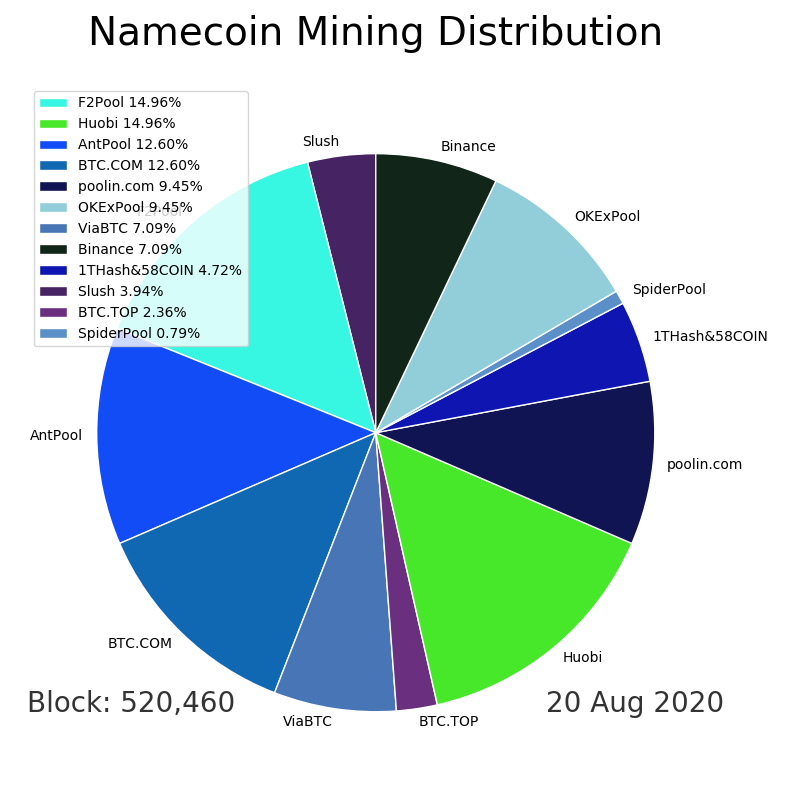 Namecoin Mining Distribution
F2Pool 14.96%
Huobi 14.96%
AntPool 12.60%
BTC.COM 12.60%
poolin.com 9.45%
OKExPool 9.45%
ViaBTC 7.09%
Binance 7.09%
1THash&58COIN 4.72%
Slush 3.94%
BTC.TOP 2.36%
SpiderPool 0.79%
Slush
Binance
F2Pool
OKExPool
SpiderPool
1THash&58COIN
AntPool
poolin.com
BTC.COM
Huobi
Block: 520,460
20 Aug 2020
ViaBTC
BTC.TOP